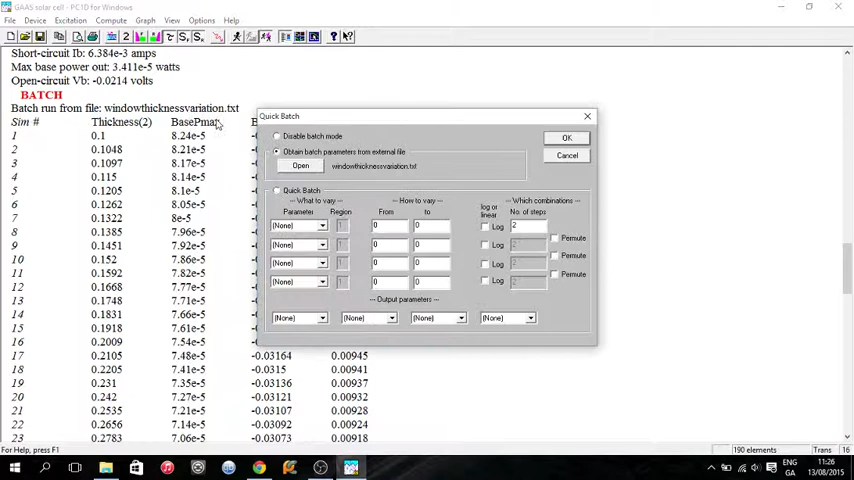 GAAS solar cell - PC1D for Windows
File Device Excitation Compute Graph View Options Help
Short-circuit Ib: 6.384e-3 amps
Max base power out: 3.411e-5 watts
Open-circuit Vb: -0.0214 volts
BATCH
Batch run from file: windowthicknessvariation.txt
Sim # Thickness(2) BasePmax
1 0.1 8.24e-5
2 0.1048 8.21e-5
3 0.1097 8.17e-5
4 0.115 8.14e-5
5 0.1205 8.1e-5
6 0.1262 8.05e-5
7 0.1322 8e-5
8 0.1385 7.96e-5
9 0.1451 7.92e-5
10 0.152 7.86e-5
11 0.1592 7.82e-5
12 0.1668 7.77e-5
13 0.1748 7.71e-5
14 0.1831 7.66e-5
15 0.1918 7.58e-5
16 0.2009 7.54e-5
17 0.2105 7.48e-5 -0.03164 0.00945
18 0.2205 7.41e-5 -0.0315 0.00941
19 0.231 7.35e-5 -0.03136 0.00937
20 0.242 7.27e-5 -0.03121 0.00932
21 0.2535 7.21e-5 -0.03107 0.00928
22 0.2656 7.14e-5 -0.03092 0.00924
23 0.2783 7.06e-5 -0.03073 0.00918
Quick Batch
Disable batch mode
OK
Obtain batch parameters from external file
Cancel
Open windowthicknessvariation.txt
Quick Batch
--- What to vary --- --- How to vary --- log or linear --- Which combinations ---
Parameter Region From to No. of steps
(None) 1 0 0 Log 2
Permute
(None) 1 0 0 Log 2
Permute
(None) 1 0 0 Log 2
Permute
(None) 1 0 0 Log 2
--- Output parameters ---
(None) (None) (None) (None)
For Help, press F1 190 elements Trans 16
ENG 11:26
GA 13/08/2015